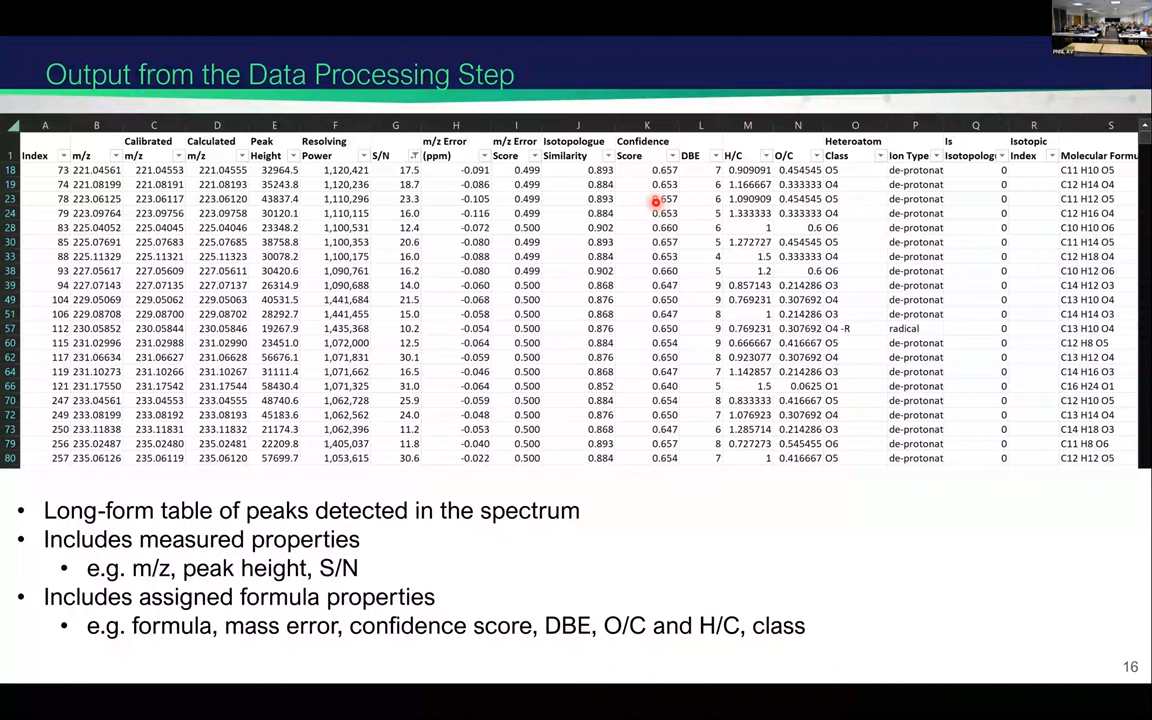 PNNL AV
Output from the Data Processing Step
A B C D E F G H I J K L M N O P Q R S
Calibrated Calculated Peak Resolving m/z Error m/z Error Isotopologue Confidence Heteroatom Is Isotopic
1 Index m/z m/z m/z Height Power S/N (ppm) Score Similarity Score DBE H/C O/C Class Ion Type Isotopolog Index Molecular Formu
18 73 221.04561 221.04553 221.04555 32964.5 1,120,421 17.5 -0.091 0.499 0.893 0.657 7 0.909091 0.454545 O5 de-protonat 0 C11 H10 O5
19 74 221.08199 221.08191 221.08193 35243.8 1,120,236 18.7 -0.086 0.499 0.884 0.653 6 1.166667 0.333333 O4 de-protonat 0 C12 H14 O4
23 78 223.06125 223.06117 223.06120 43837.4 1,110,296 23.3 -0.105 0.499 0.893 0.657 6 1.090909 0.454545 O5 de-protonat 0 C11 H12 O5
24 79 223.09764 223.09756 223.09758 30120.1 1,110,115 16.0 -0.116 0.499 0.884 0.653 5 1.333333 0.333333 O4 de-protonat 0 C12 H16 O4
28 83 225.04052 225.04045 225.04046 23348.2 1,100,531 12.4 -0.072 0.500 0.902 0.660 6 1 0.6 O6 de-protonat 0 C10 H10 O6
30 85 225.07691 225.07683 225.07685 38758.8 1,100,353 20.6 -0.080 0.499 0.893 0.657 5 1.272727 0.454545 O5 de-protonat 0 C11 H14 O5
33 88 225.11329 225.11321 225.11323 30078.2 1,100,175 16.0 -0.088 0.499 0.884 0.653 4 1.5 0.333333 O4 de-protonat 0 C12 H18 O4
38 93 227.05617 227.05609 227.05611 30420.6 1,090,761 16.2 -0.080 0.499 0.902 0.660 5 1.2 0.6 O6 de-protonat 0 C10 H12 O6
39 94 227.07143 227.07135 227.07137 26314.9 1,090,688 14.0 -0.060 0.500 0.868 0.647 9 0.857143 0.214286 O3 de-protonat 0 C14 H12 O3
49 104 229.05069 229.05062 229.05063 40531.5 1,441,684 21.5 -0.068 0.500 0.876 0.650 9 0.769231 0.307692 O4 de-protonat 0 C13 H10 O4
51 106 229.08708 229.08700 229.08702 28292.7 1,441,455 15.0 -0.068 0.500 0.868 0.647 8 1 0.214286 O3 de-protonat 0 C14 H14 O3
57 112 230.05852 230.05844 230.05846 19267.9 1,435,368 10.2 -0.054 0.500 0.876 0.650 9 0.769231 0.307692 O4 -R radical 0 C13 H10 O4
60 115 231.02996 231.02988 231.02990 23451.0 1,072,000 12.5 -0.064 0.500 0.884 0.654 9 0.666667 0.416667 O5 de-protonat 0 C12 H8 O5
62 117 231.06634 231.06627 231.06628 56676.1 1,071,831 30.1 -0.059 0.500 0.876 0.650 8 0.923077 0.307692 O4 de-protonat 0 C13 H12 O4
64 119 231.10273 231.10266 231.10267 31111.4 1,071,662 16.5 -0.046 0.500 0.868 0.647 7 1.142857 0.214286 O3 de-protonat 0 C14 H16 O3
66 121 231.17550 231.17542 231.17544 58430.4 1,071,325 31.0 -0.064 0.500 0.852 0.640 5 1.5 0.0625 O1 de-protonat 0 C16 H24 O1
70 247 233.04561 233.04553 233.04555 48740.6 1,062,728 25.9 -0.059 0.500 0.884 0.654 8 0.833333 0.416667 O5 de-protonat 0 C12 H10 O5
72 249 233.08199 233.08192 233.08193 45183.6 1,062,562 24.0 -0.048 0.500 0.876 0.650 7 1.076923 0.307692 O4 de-protonat 0 C13 H14 O4
73 250 233.11838 233.11831 233.11832 21174.3 1,062,396 11.2 -0.053 0.500 0.868 0.647 6 1.285714 0.214286 O3 de-protonat 0 C14 H18 O3
79 256 235.02487 235.02480 235.02481 22209.8 1,405,037 11.8 -0.040 0.500 0.893 0.657 8 0.727273 0.545455 O6 de-protonat 0 C11 H8 O6
80 257 235.06126 235.06119 235.06120 57699.7 1,053,615 30.6 -0.022 0.500 0.884 0.654 7 1 0.416667 O5 de-protonat 0 C12 H12 O5
• Long-form table of peaks detected in the spectrum
• Includes measured properties
• e.g. m/z, peak height, S/N
• Includes assigned formula properties
• e.g. formula, mass error, confidence score, DBE, O/C and H/C, class
16